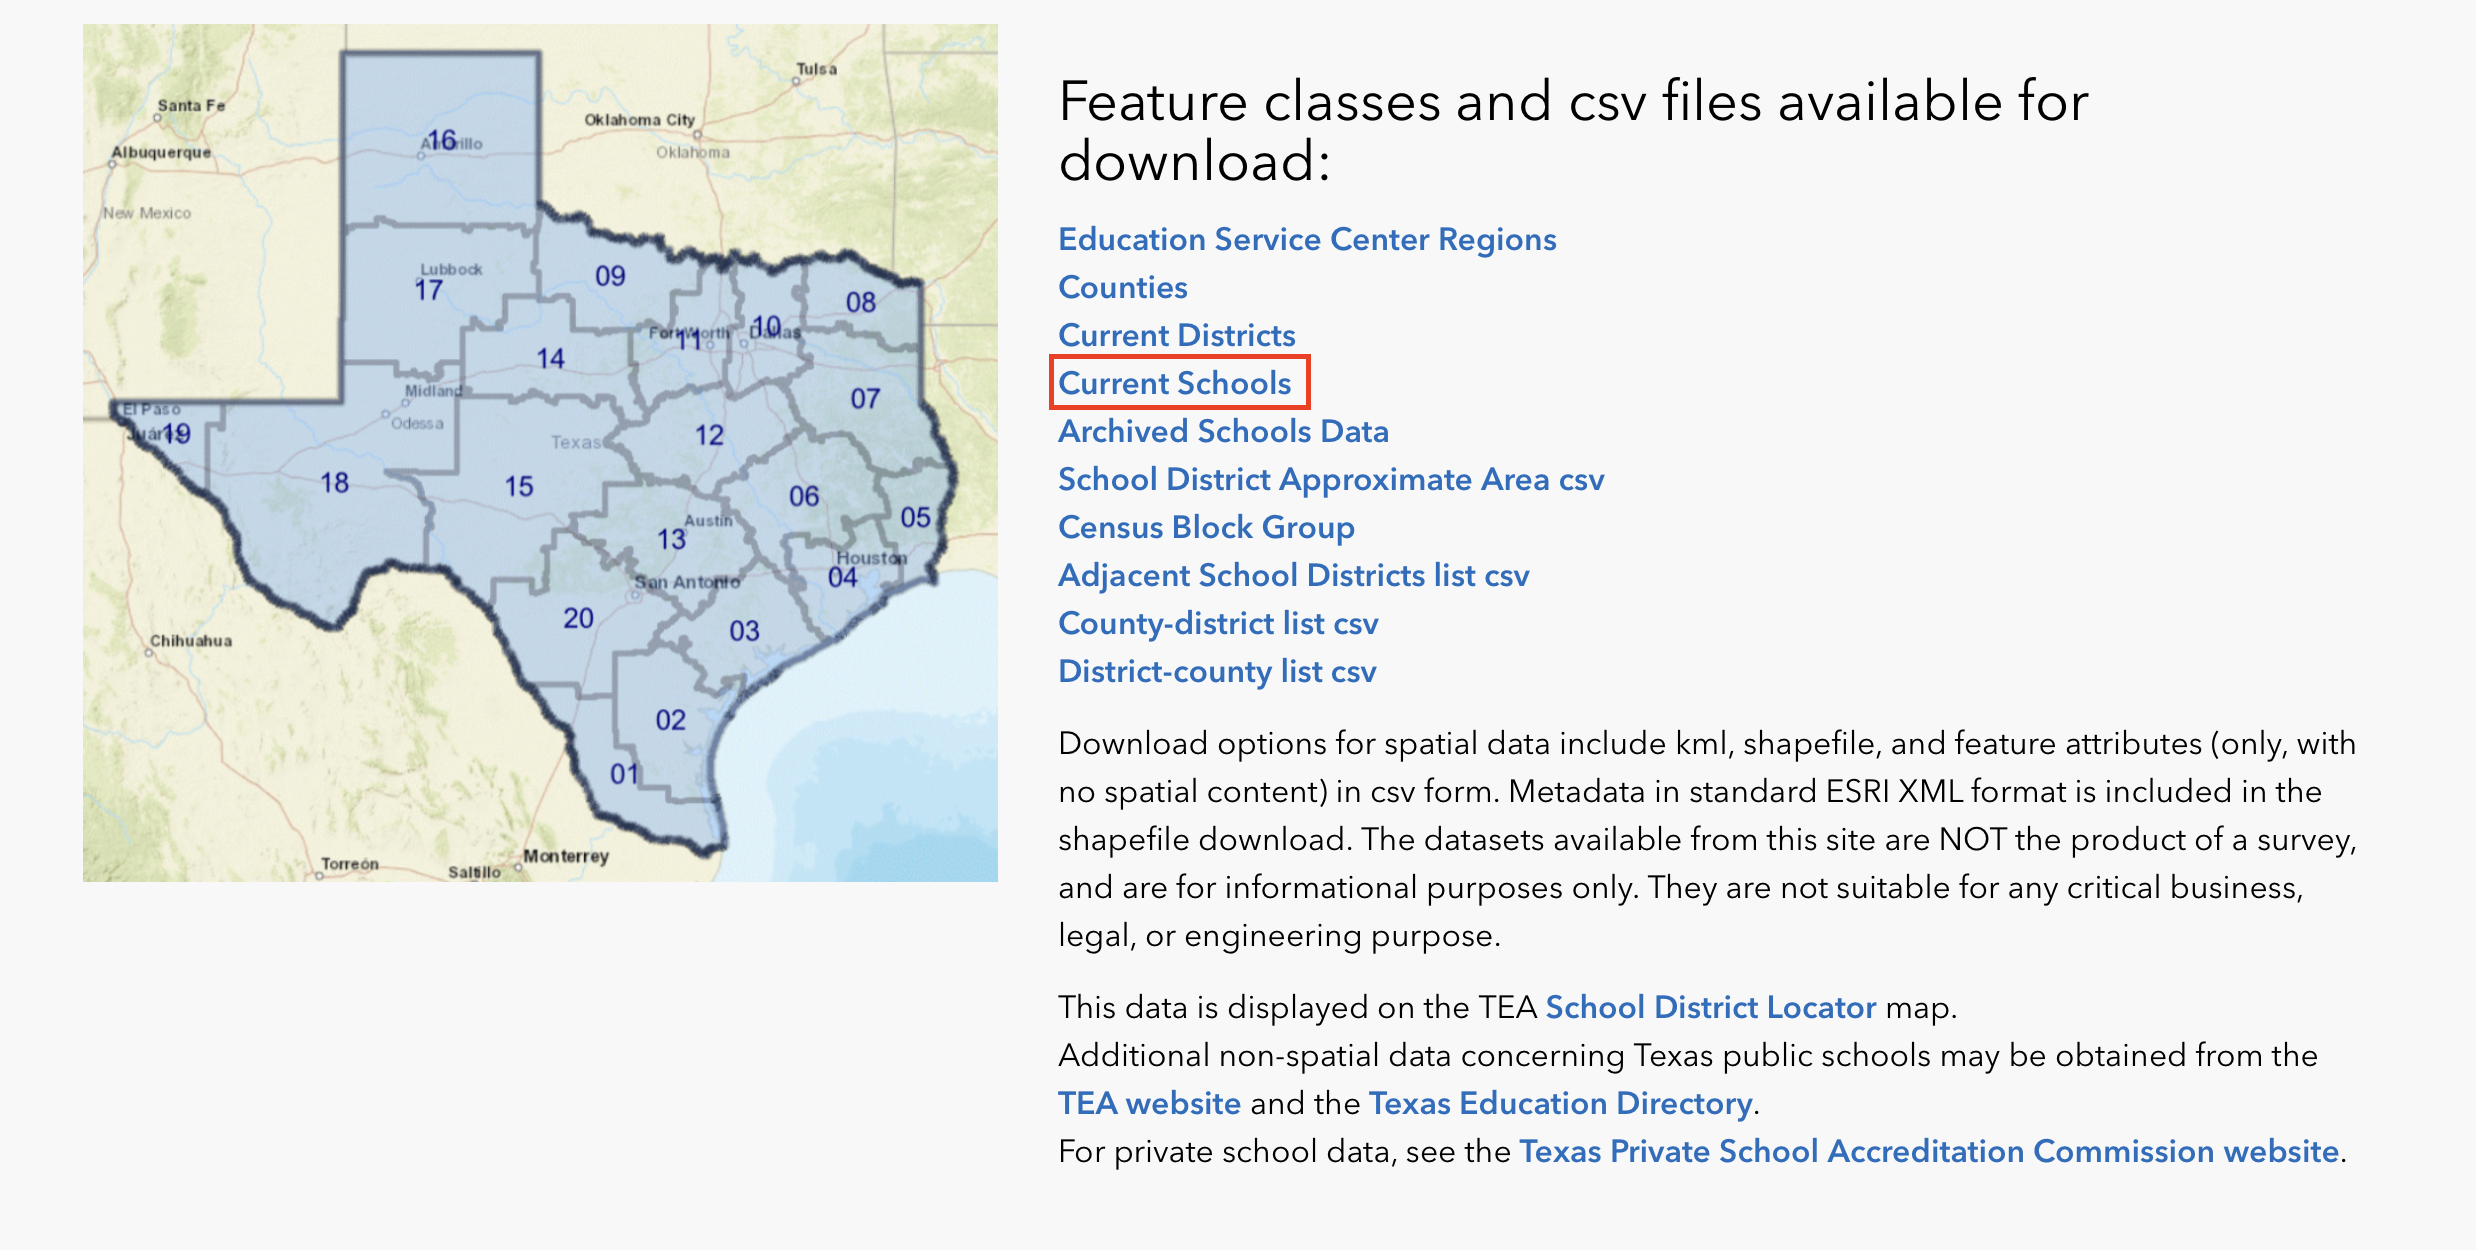 Tulsa
Santa Fe
Oklahoma City
16
Amarillo
Albuquerque
Oklahoma
New Mexico
Lubbock
17
09
08
10
Fort Worth
11
Dallas
14
Midland
07
El Paso
Odessa
Juárez
19
12
Texas
18
15
06
05
Austin
13
Houston
04
San Antonio
20
03
Chihuahua
02
01
Monterrey
Torreón
Saltillo
Feature classes and csv files available for
download:
Education Service Center Regions
Counties
Current Districts
Current Schools
Archived Schools Data
School District Approximate Area csv
Census Block Group
Adjacent School Districts list csv
County-district list csv
District-county list csv
Download options for spatial data include kml, shapefile, and feature attributes (only, with
no spatial content) in csv form. Metadata in standard ESRI XML format is included in the
shapefile download. The datasets available from this site are NOT the product of a survey,
and are for informational purposes only. They are not suitable for any critical business,
legal, or engineering purpose.
This data is displayed on the TEA School District Locator map.
Additional non-spatial data concerning Texas public schools may be obtained from the
TEA website and the Texas Education Directory.
For private school data, see the Texas Private School Accreditation Commission website.